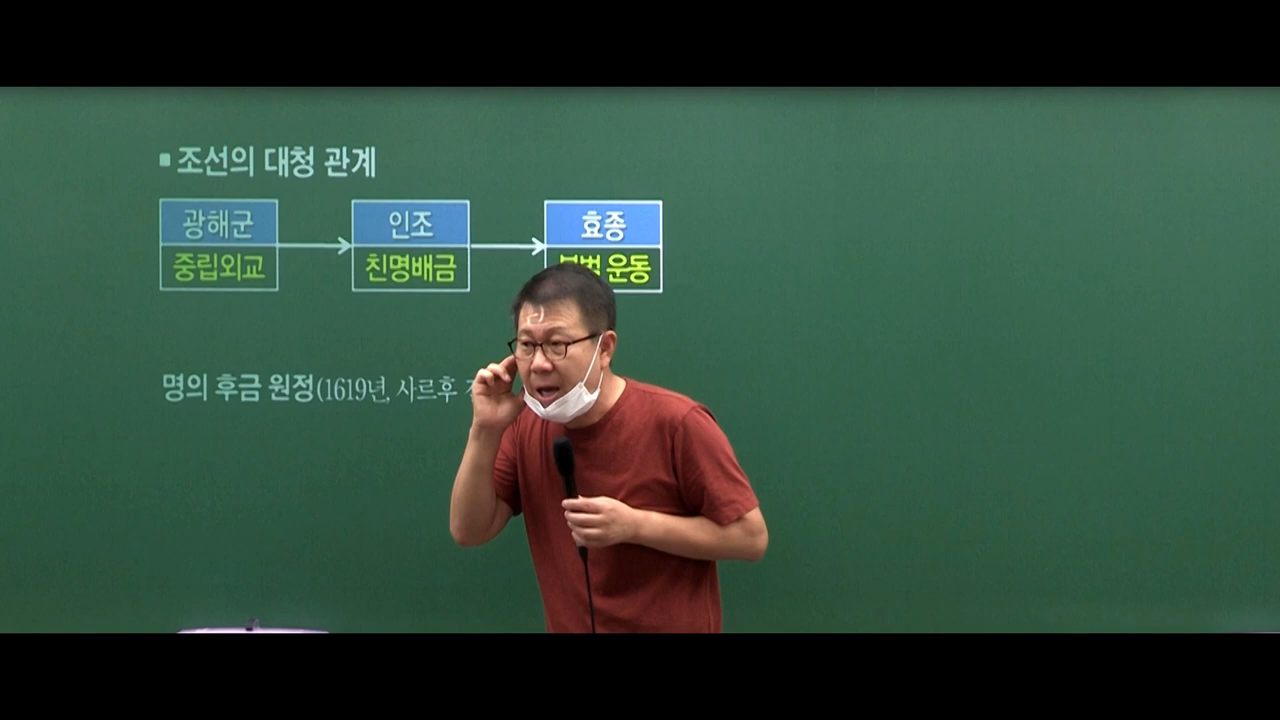 ▪ 조선의 대청 관계
광해군 인조 효종
중립외교 친명배금 운동
명의 후금 원정(1619년, 사르후